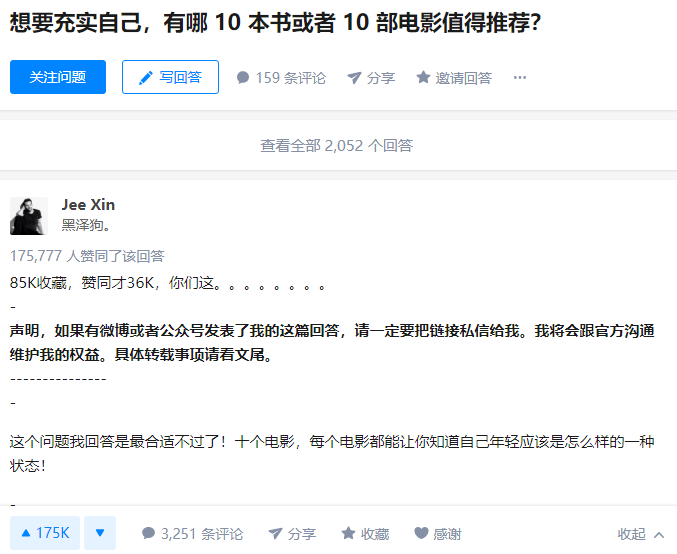 想要充实自己，有哪 10 本书或者 10 部电影值得推荐？
关注问题 写回答 159 条评论 分享 邀请回答 ···
查看全部 2,052 个回答
Jee Xin
黑泽狗。
175,777 人赞同了该回答
85K收藏，赞同才36K，你们这。。。。。。。。
-
声明，如果有微博或者公众号发表了我的这篇回答，请一定要把链接私信给我。我将会跟官方沟通
维护我的权益。具体转载事项请看文尾。
---------------
-
这个问题我回答是最合适不过了！十个电影，每个电影都能让你知道自己年轻应该是怎么样的一种
状态！
-
175K 3,251 条评论 分享 收藏 感谢 收起